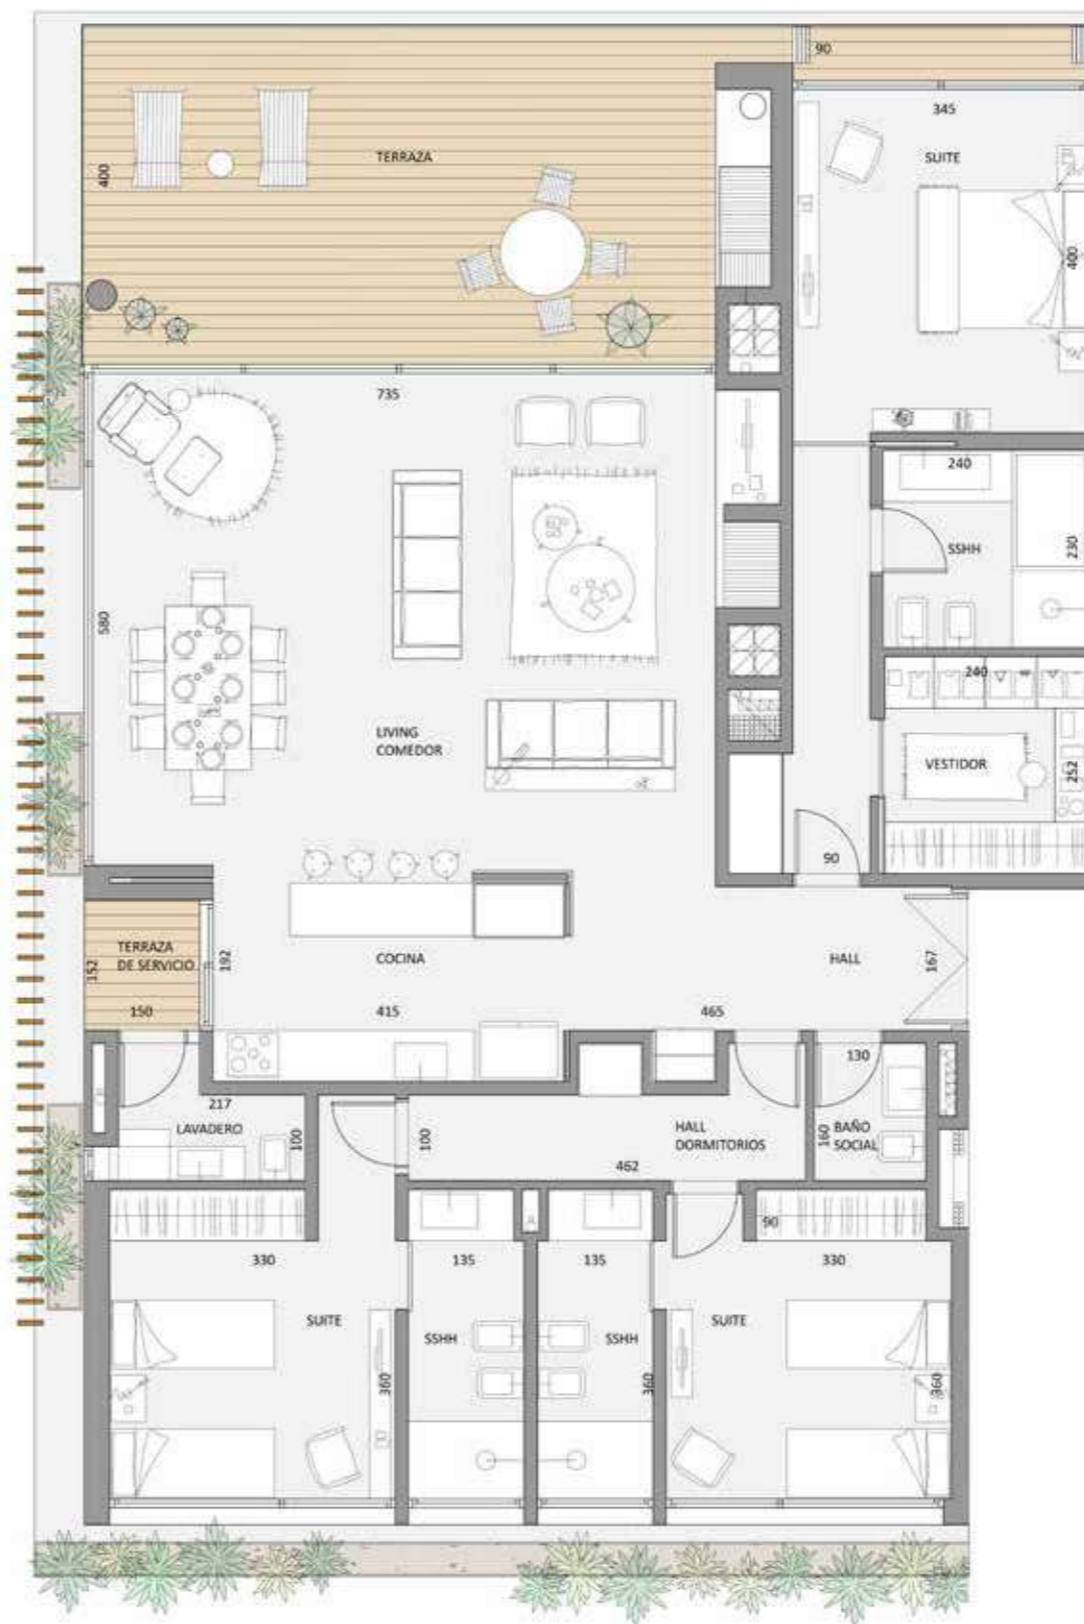 90
345
TERRAZA
SUITE
400
400
735
240
SSHH
230
580
240
LIVING
COMEDOR
VESTIDOR
252
90
TERRAZA
DE SERVICIO
152
192
COCINA
HALL
167
150
415
465
130
217
LAVADERO
100
100
HALL
DORMITORIOS
160
BAÑO
SOCIAL
462
90
330
135
135
330
SUITE
SSHH
SSHH
SUITE
360
360
360